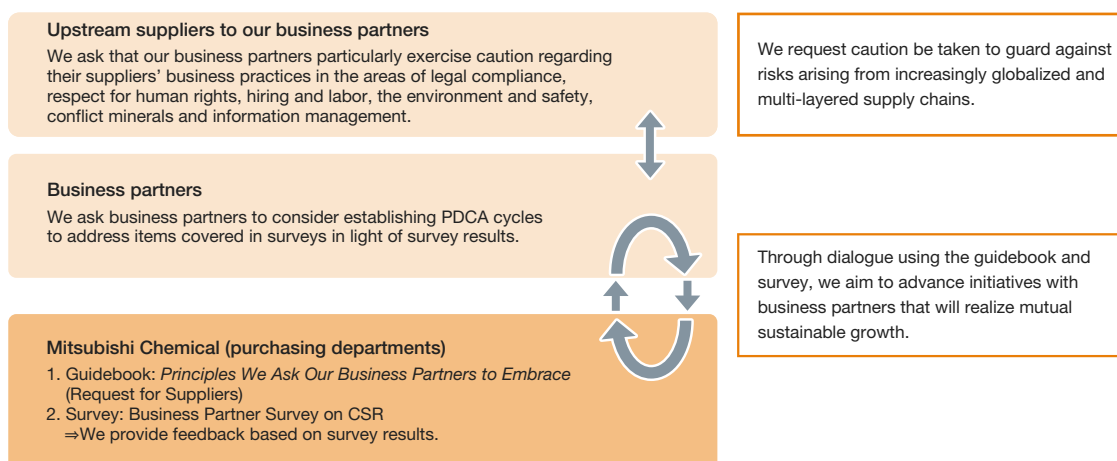 Upstream suppliers to our business partners
We ask that our business partners particularly exercise caution regarding
their suppliers’ business practices in the areas of legal compliance,
respect for human rights, hiring and labor, the environment and safety,
conflict minerals and information management.
We request caution be taken to guard against
risks arising from increasingly globalized and
multi-layered supply chains.
Business partners
We ask business partners to consider establishing PDCA cycles
to address items covered in surveys in light of survey results.
Through dialogue using the guidebook and
survey, we aim to advance initiatives with
business partners that will realize mutual
sustainable growth.
Mitsubishi Chemical (purchasing departments)
1. Guidebook: Principles We Ask Our Business Partners to Embrace
(Request for Suppliers)
2. Survey: Business Partner Survey on CSR
⇒We provide feedback based on survey results.